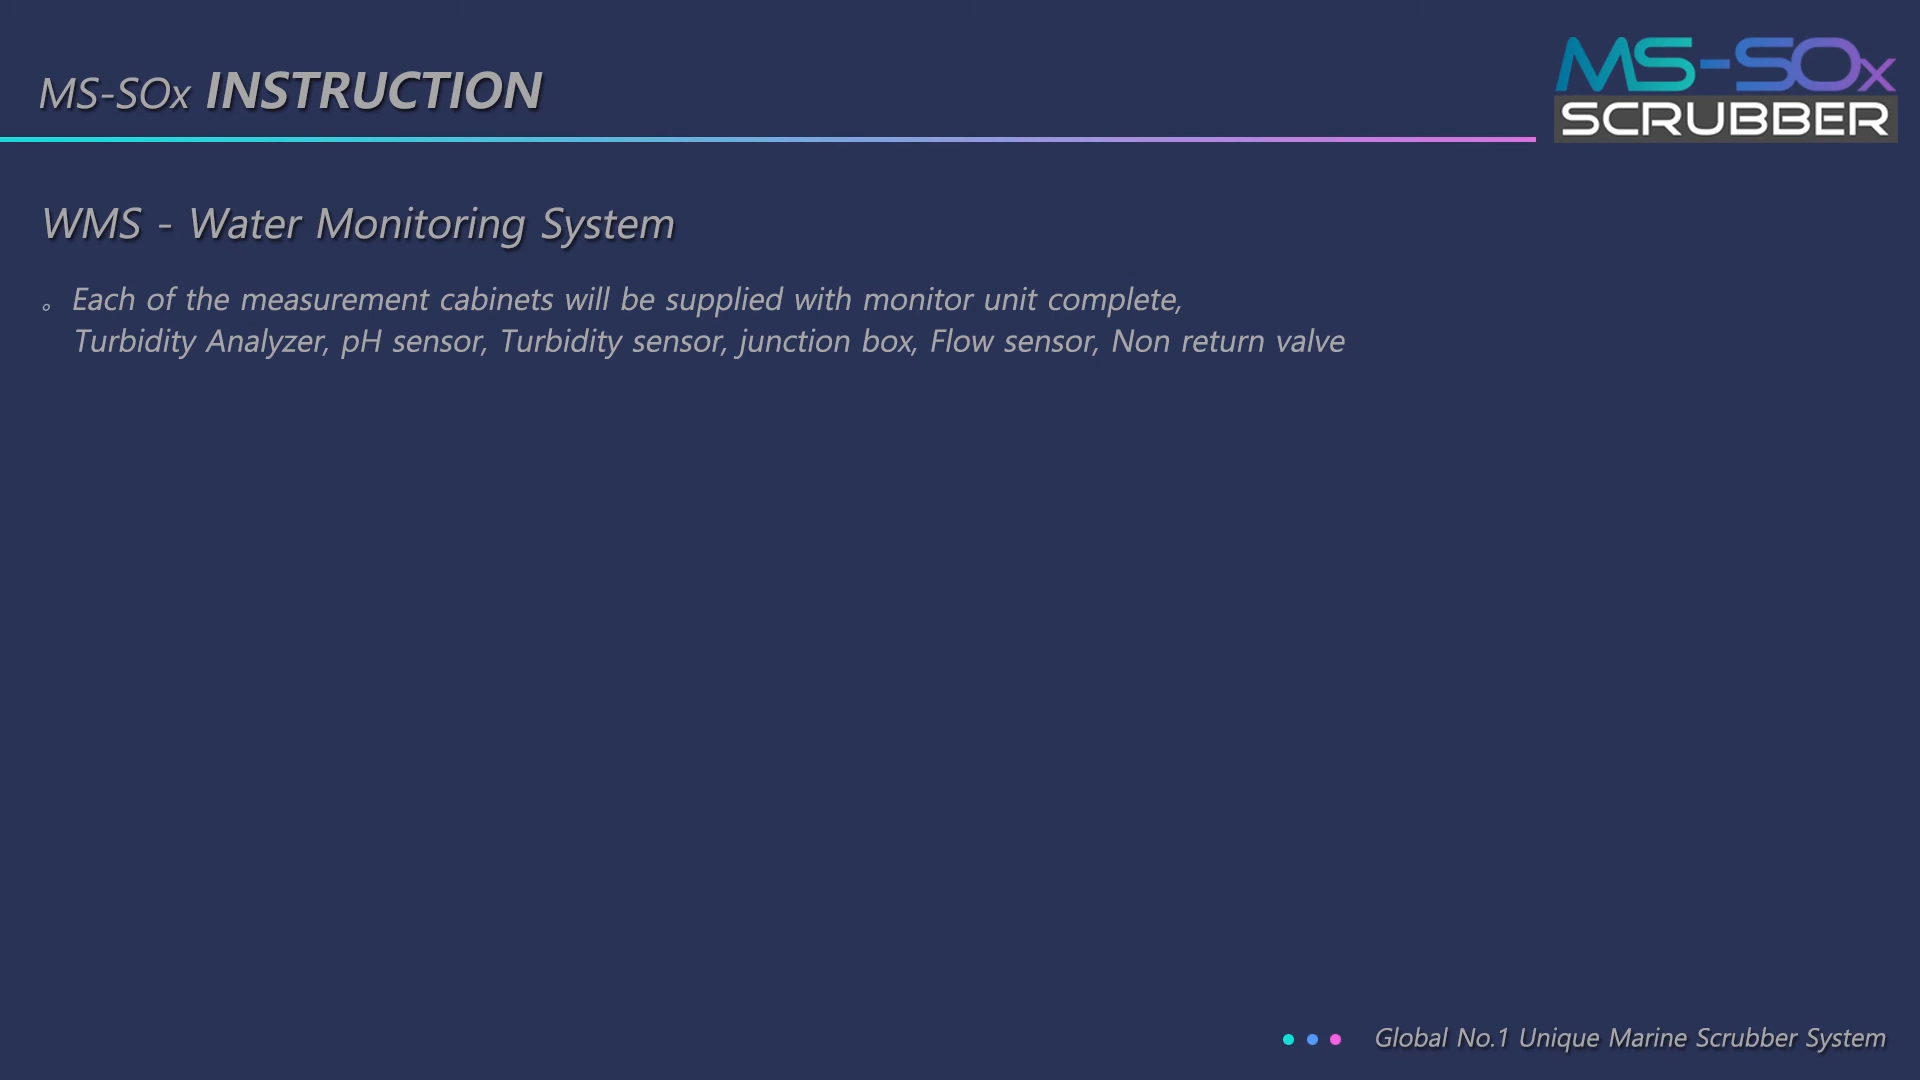 MS-SOx INSTRUCTION
MS-SOx
SCRUBBER
WMS - Water Monitoring System
。Each of the measurement cabinets will be supplied with monitor unit complete,
Turbidity Analyzer, pH sensor, Turbidity sensor, junction box, Flow sensor, Non return valve
Global No.1 Unique Marine Scrubber System